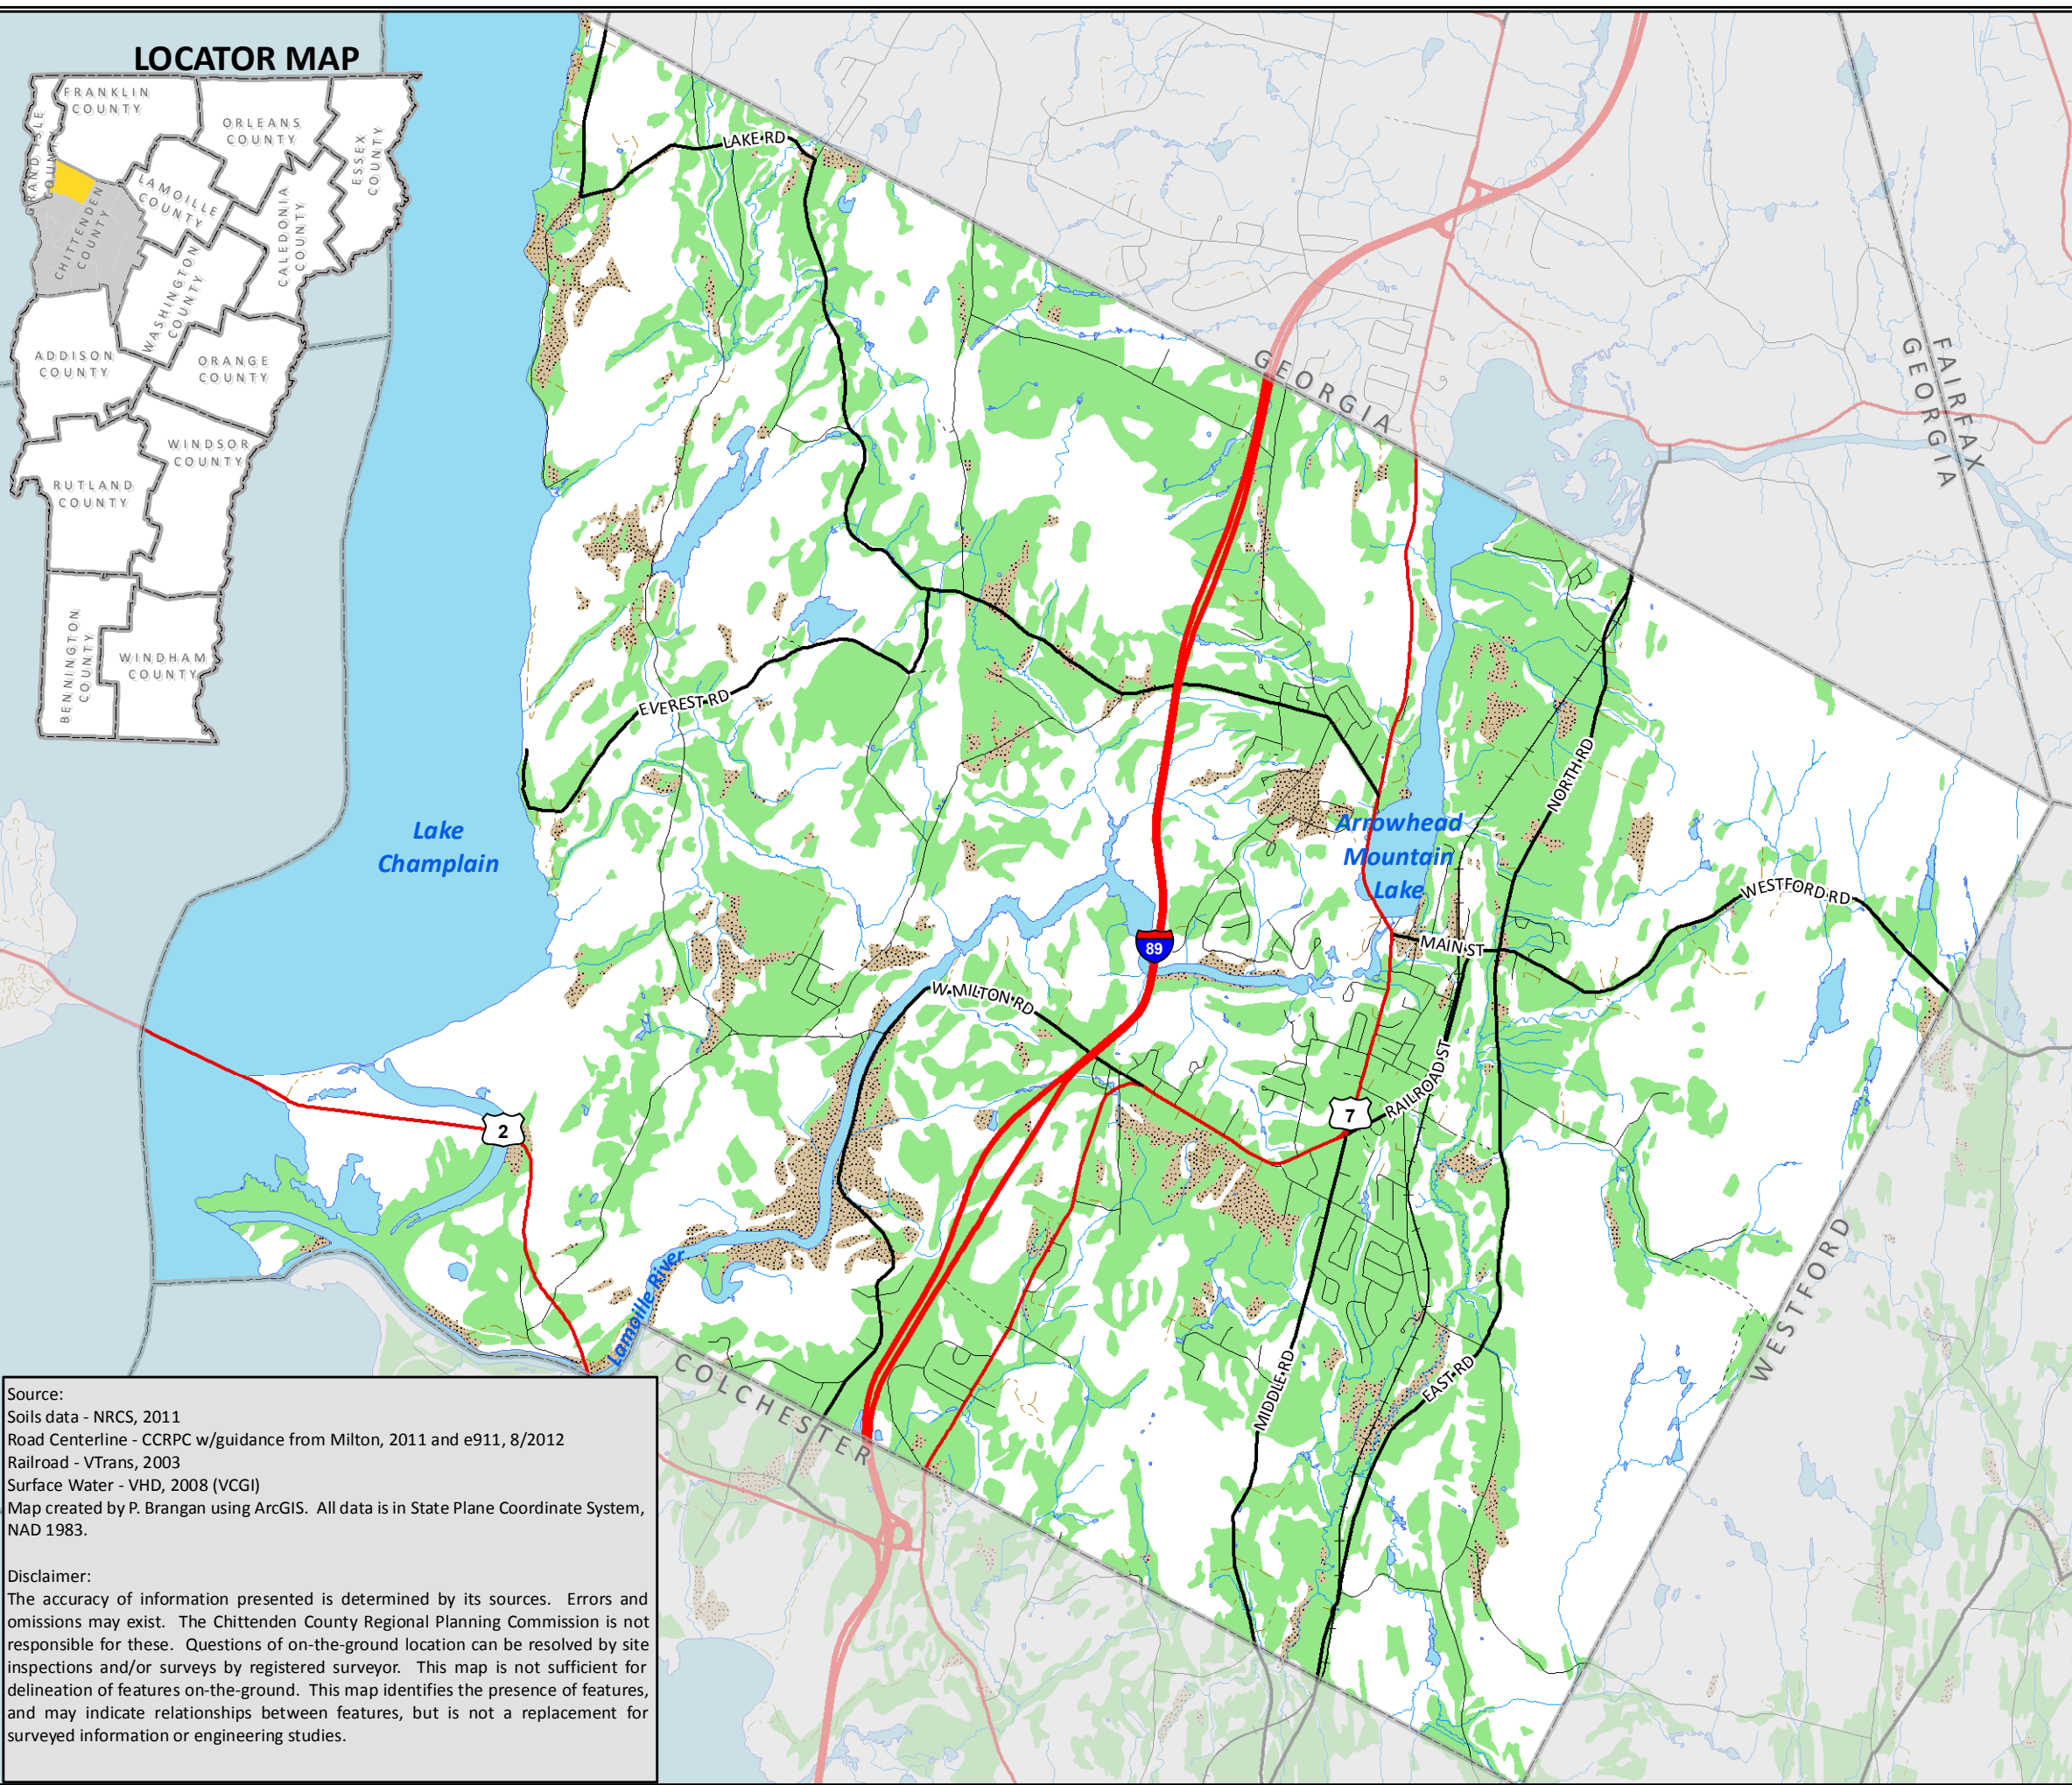 LOCATOR MAP
FRANKLIN
COUNTY
GRAND ISLE
COUNTY
ORLEANS
COUNTY
ESSEX
COUNTY
LAMOILLE
COUNTY
CHITTENDEN
COUNTY
CALEDONIA
COUNTY
WASHINGTON
COUNTY
ADDISON
COUNTY
ORANGE
COUNTY
WINDSOR
COUNTY
RUTLAND
COUNTY
BENNINGTON
COUNTY
WINDHAM
COUNTY
LAKE RD
GEORGIA
FAIRFAX
GEORGIA
EVEREST RD
NORTH RD
Lake
Champlain
Arrowhead
Mountain
Lake
WESTFORD RD
89
MAIN ST
W MILTON RD
RAILROAD ST
2
7
Lamoille River
WESTFORD
MIDDLE RD
EAST RD
COLCHESTER
Source:
Soils data - NRCS, 2011
Road Centerline - CCRPC w/guidance from Milton, 2011 and e911, 8/2012
Railroad - VTrans, 2003
Surface Water - VHD, 2008 (VCGI)
Map created by P. Brangan using ArcGIS. All data is in State Plane Coordinate System,
NAD 1983.
Disclaimer:
The accuracy of information presented is determined by its sources. Errors and
omissions may exist. The Chittenden County Regional Planning Commission is not
responsible for these. Questions of on-the-ground location can be resolved by site
inspections and/or surveys by registered surveyor. This map is not sufficient for
delineation of features on-the-ground. This map identifies the presence of features,
and may indicate relationships between features, but is not a replacement for
surveyed information or engineering studies.